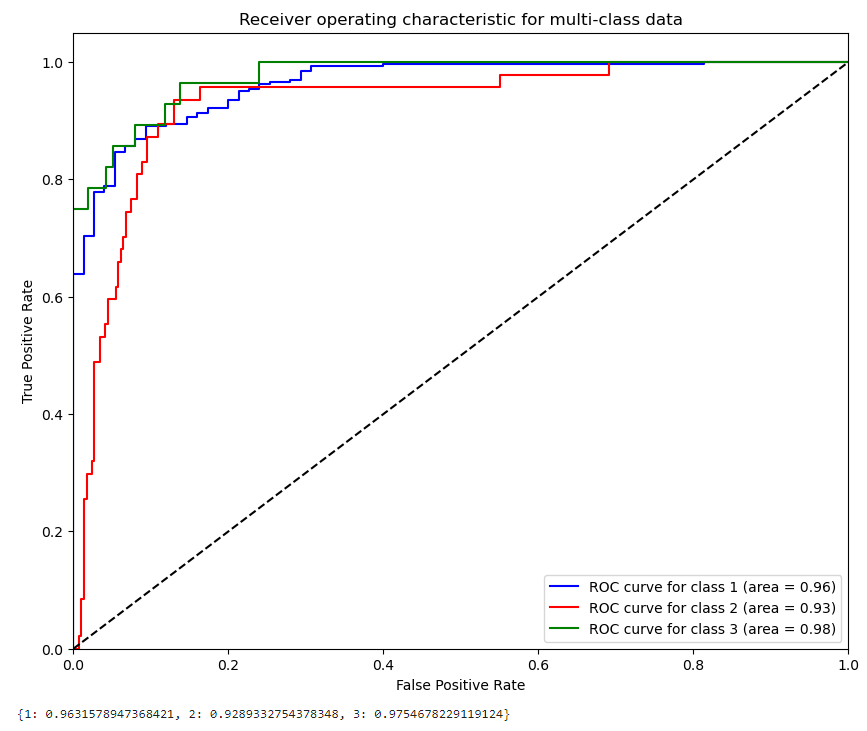 Receiver operating characteristic for multi-class data
1.0
0.8
0.6
0.4
0.2
0.0
True Positive Rate
0.0 0.2 0.4 0.6 0.8 1.0
False Positive Rate
ROC curve for class 1 (area = 0.96)
ROC curve for class 2 (area = 0.93)
ROC curve for class 3 (area = 0.98)
{1: 0.9631578947368421, 2: 0.9289332754378348, 3: 0.9754678229119124}